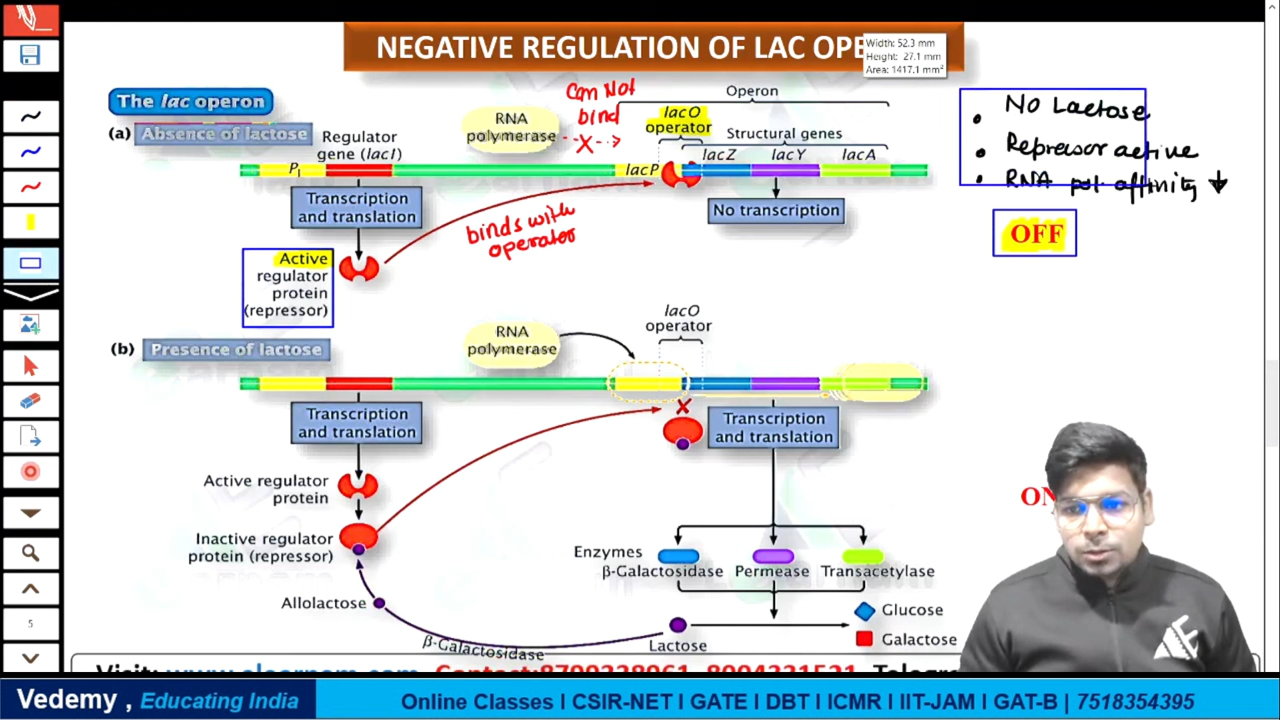 NEGATIVE REGULATION OF LAC OPE
Width: 52.3 mm
Height: 27.1 mm
Area: 1417.1 mm²
The lac operon
(a) Absence of lactose
Regulator
gene (lacI)
RNA
polymerase
Can Not
bind
X
Operon
lacO
operator
Structural genes
lacZ lacY lacA
P₁
lacP
Transcription
and translation
No transcription
binds with
operator
Active
regulator
protein
(repressor)
• No Lactose
• Repressor active
• RNA pol affinity ↓
OFF
(b) Presence of lactose
RNA
polymerase
lacO
operator
Transcription
and translation
Transcription
and translation
Active regulator
protein
Inactive regulator
protein (repressor)
Allolactose
β-Galactosidase
Enzymes
β-Galactosidase Permease Transacetylase
Lactose
Glucose
Galactose
ON
5
Vedemy , Educating India
Online Classes I CSIR-NET I GATE I DBT I ICMR I IIT-JAM I GAT-B | 7518354395